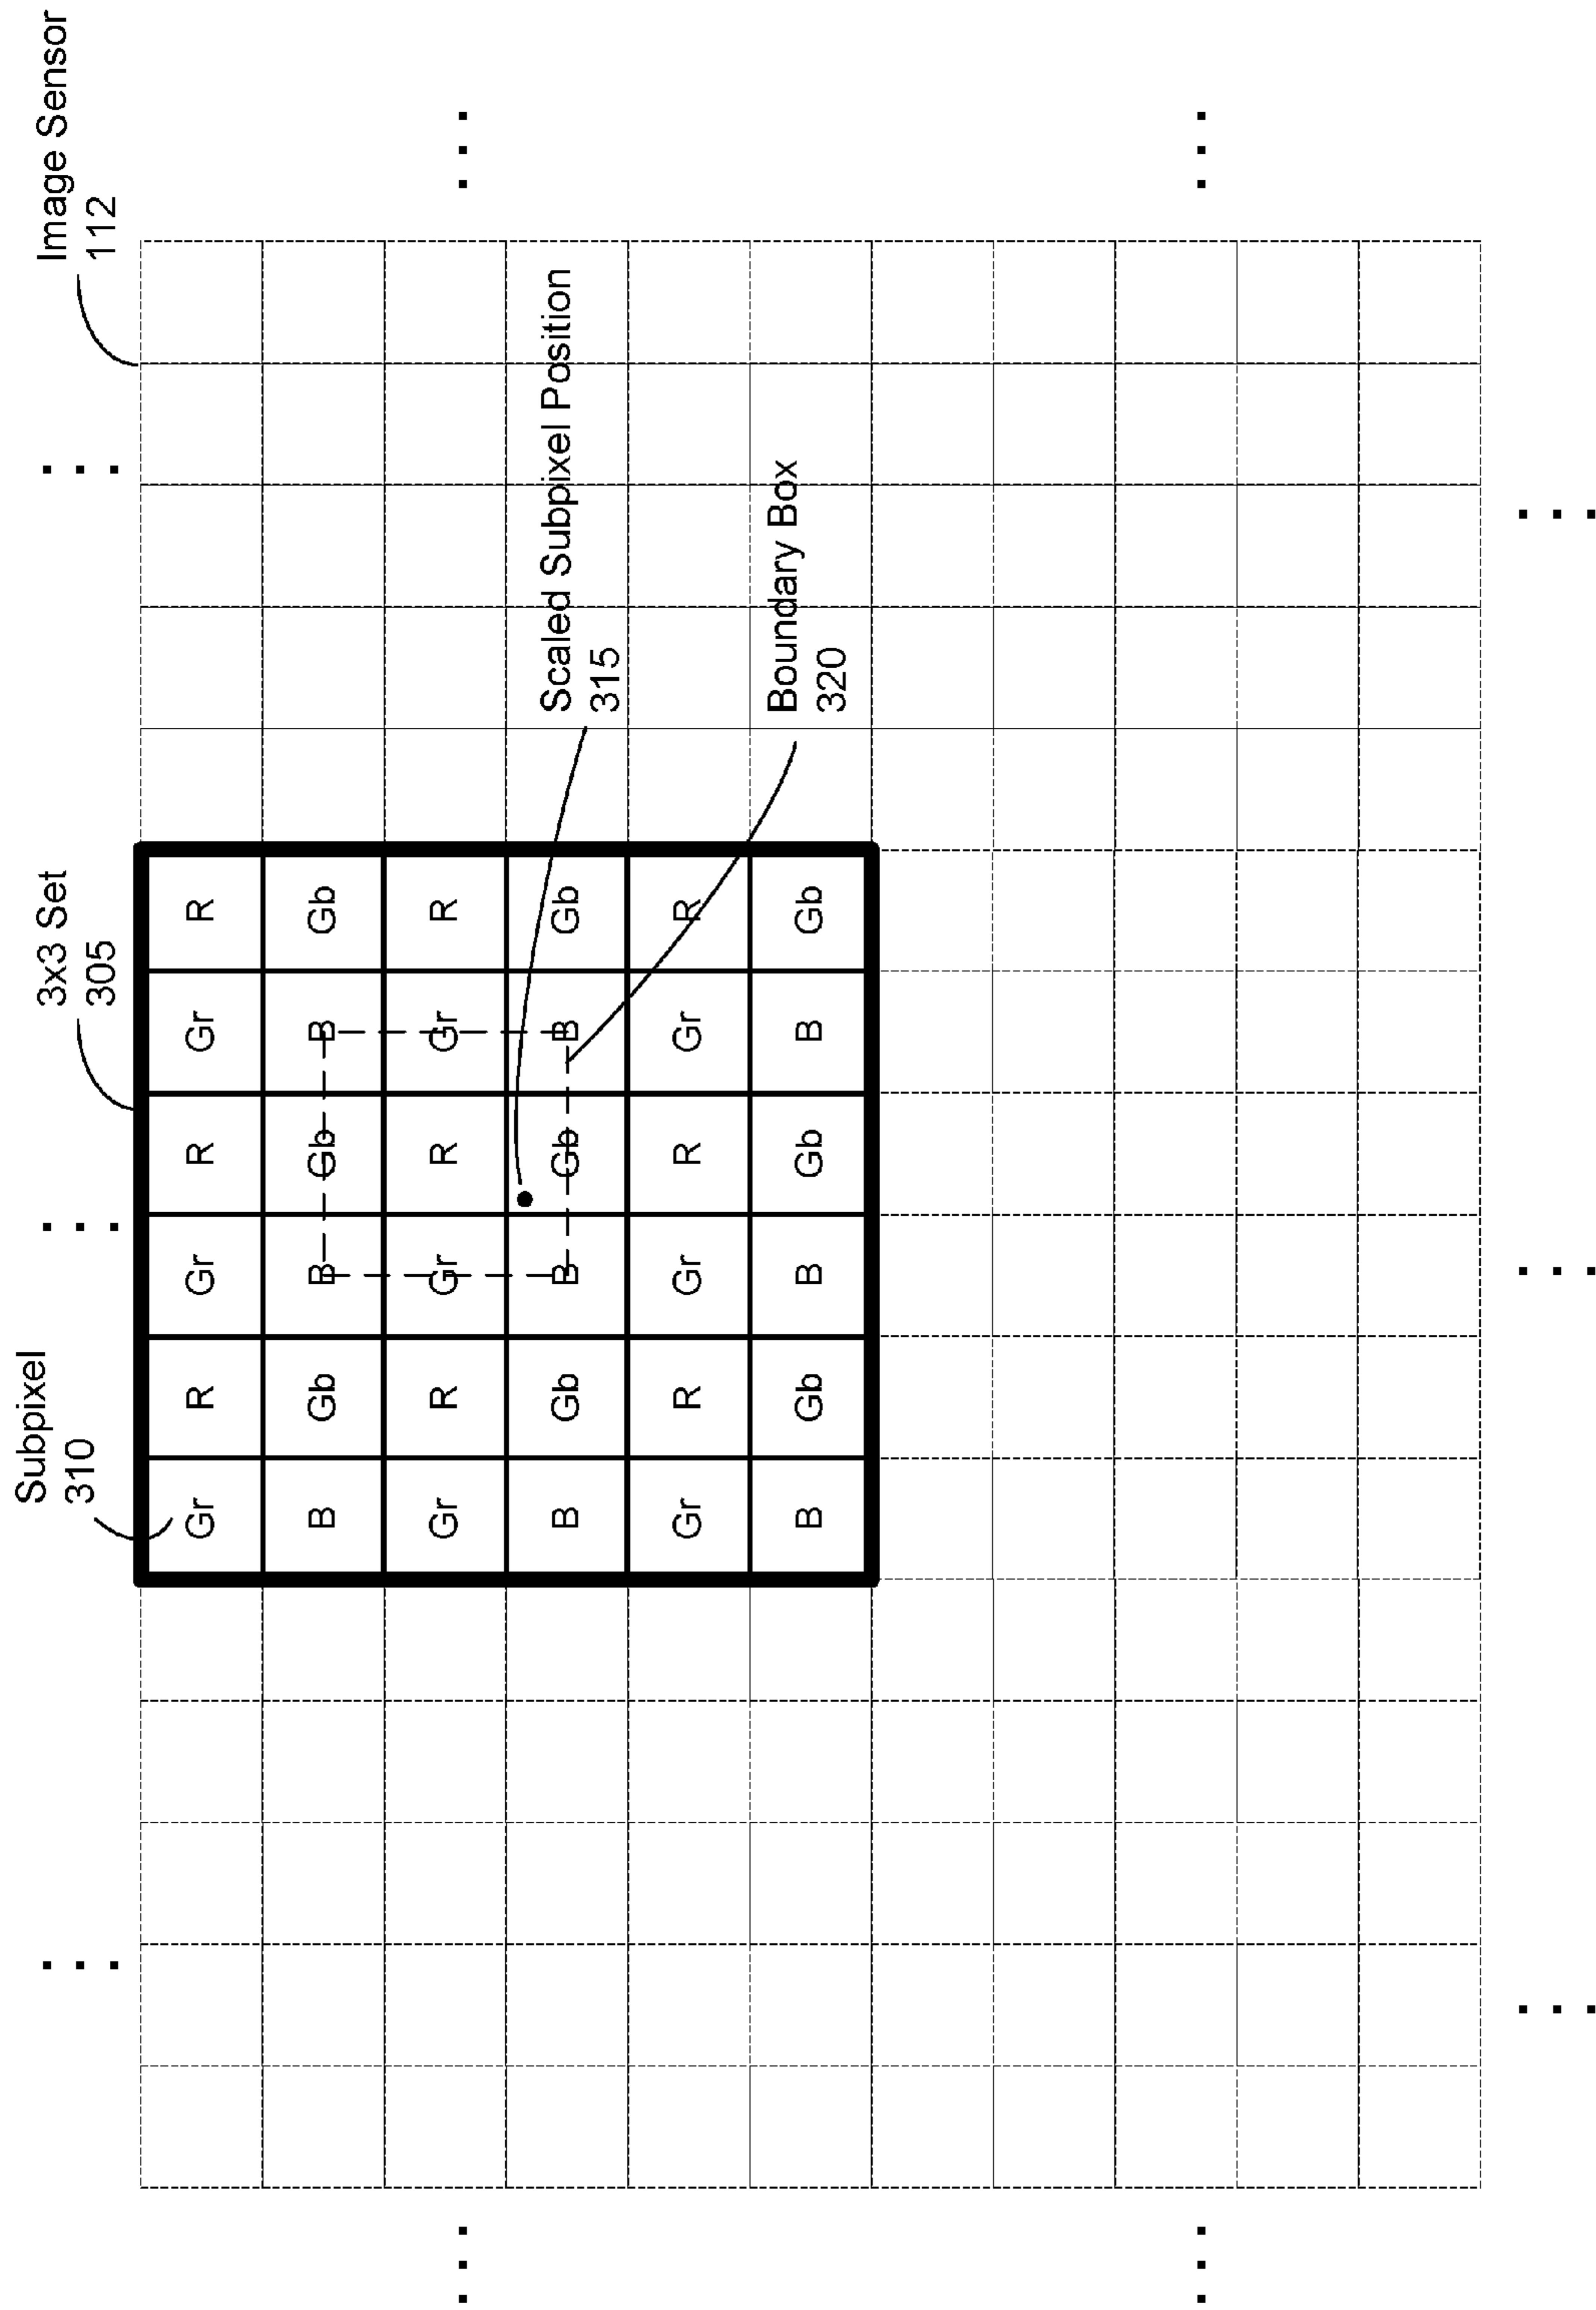 Subpixel
310
3x3 Set
305
Image Sensor
112
Gr R Gr R Gr R
B Gb B Gb B Gb
Gr R Gr R Gr R
B Gb B Gb B Gb
Gr R Gr R Gr R
B Gb B Gb B Gb
Scaled Subpixel Position
315
Boundary Box
320